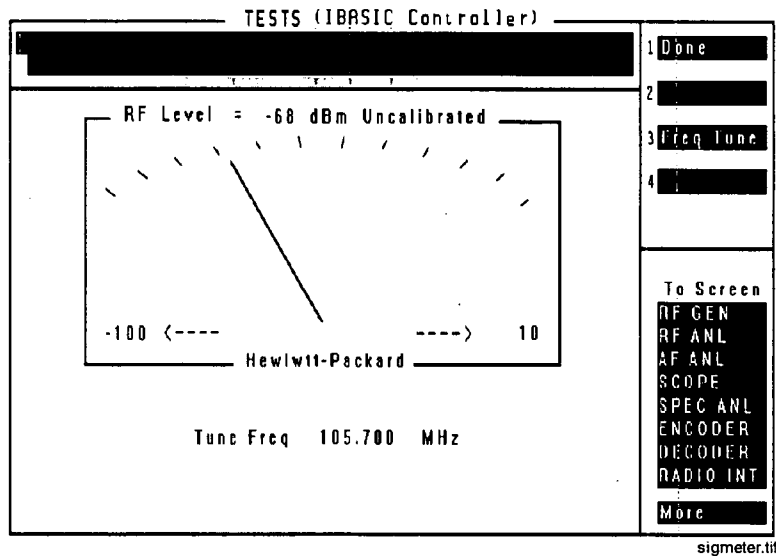 TESTS (IBASIC Controller)
1 Done
2
3 Freq Tune
4
RF Level = -68 dBm Uncalibrated
-100 <---- ----> 10
Hewlwtt-Packard
Tune Freq 105.700 MHz
To Screen
RF GEN
RF ANL
AF ANL
SCOPE
SPEC ANL
ENCODER
DECODER
RADIO INT
More
sigmeter.tif